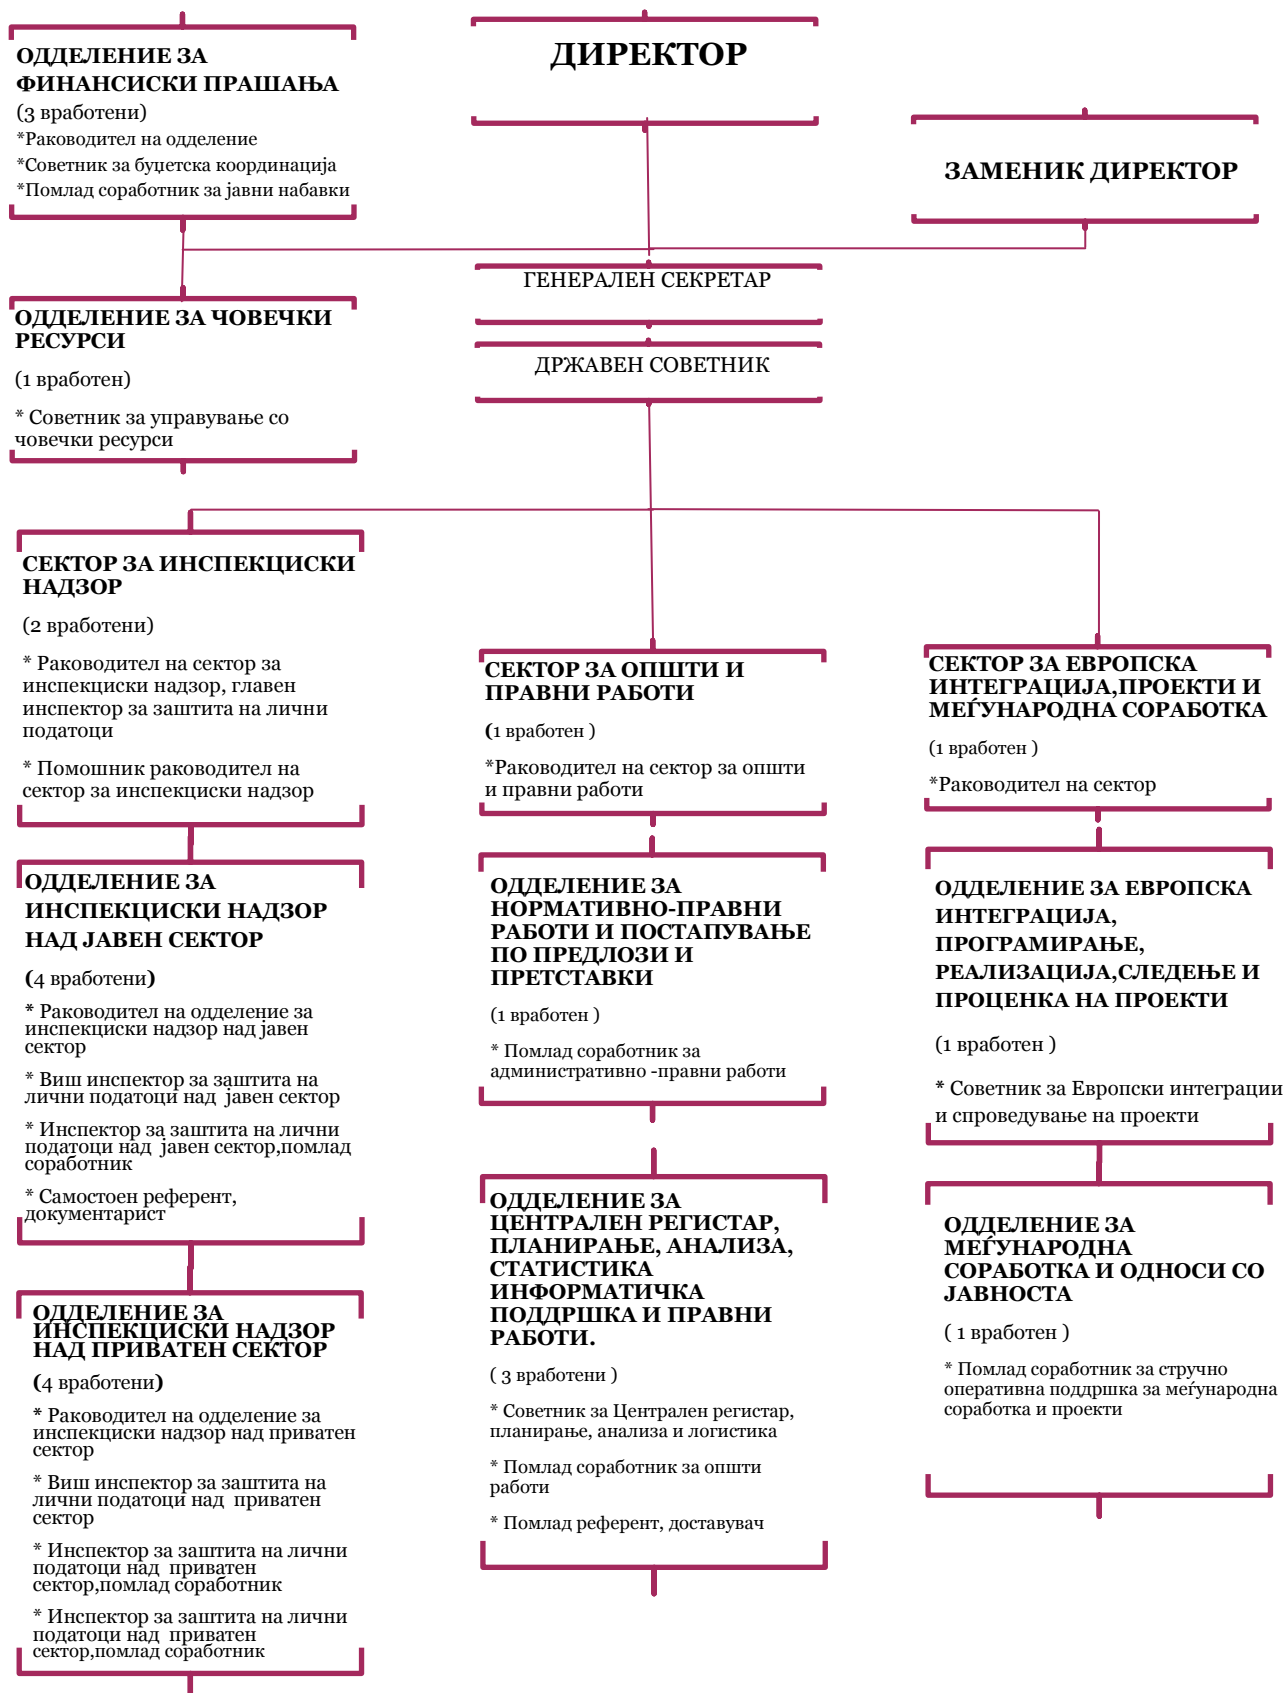 ОДДЕЛЕНИЕ ЗА
ФИНАНСИСКИ ПРАШАЊА
(3 вработени)
*Раководител на одделение
*Советник за буџетска координација
*Помлад соработник за јавни набавки
ДИРЕКТОР
ЗАМЕНИК ДИРЕКТОР
ГЕНЕРАЛЕН СЕКРЕТАР
ДРЖАВЕН СОВЕТНИК
ОДДЕЛЕНИЕ ЗА ЧОВЕЧКИ
РЕСУРСИ
(1 вработен)
* Советник за управување со
човечки ресурси
СЕКТОР ЗА ИНСПЕКЦИСКИ
НАДЗОР
(2 вработени)
* Раководител на сектор за
инспекциски надзор, главен
инспектор за заштита на лични
податоци
* Помошник раководител на
сектор за инспекциски надзор
ОДДЕЛЕНИЕ ЗА
ИНСПЕКЦИСКИ НАДЗОР
НАД ЈАВЕН СЕКТОР
(4 вработени)
* Раководител на одделение за
инспекциски надзор над јавен
сектор
* Виш инспектор за заштита на
лични податоци над  јавен сектор
* Инспектор за заштита на лични
податоци над  јавен сектор,помлад
соработник
* Самостоен референт,
документарист
ОДДЕЛЕНИЕ ЗА
ИНСПЕКЦИСКИ НАДЗОР
НАД ПРИВАТЕН СЕКТОР
(4 вработени)
* Раководител на одделение за
инспекциски надзор над приватен
сектор
* Виш инспектор за заштита на
лични податоци над  приватен
сектор
* Инспектор за заштита на лични
податоци над  приватен
сектор,помлад соработник
* Инспектор за заштита на лични
податоци над  приватен
сектор,помлад соработник
СЕКТОР ЗА ОПШТИ И
ПРАВНИ РАБОТИ
(1 вработен )
*Раководител на сектор за општи
и правни работи
ОДДЕЛЕНИЕ ЗА
НОРМАТИВНО-ПРАВНИ
РАБОТИ И ПОСТАПУВАЊЕ
ПО ПРЕДЛОЗИ И
ПРЕТСТАВКИ
(1 вработен )
* Помлад соработник за
административно -правни работи
ОДДЕЛЕНИЕ ЗА
ЦЕНТРАЛЕН РЕГИСТАР,
ПЛАНИРАЊЕ, АНАЛИЗА,
СТАТИСТИКА
ИНФОРМАТИЧКА
ПОДДРШКА И ПРАВНИ
РАБОТИ.
( 3 вработени )
* Советник за Централен регистар,
планирање, анализа и логистика
* Помлад соработник за општи
работи
* Помлад референт, доставувач
СЕКТОР ЗА ЕВРОПСКА
ИНТЕГРАЦИЈА,ПРОЕКТИ И
МЕЃУНАРОДНА СОРАБОТКА
(1 вработен )
*Раководител на сектор
ОДДЕЛЕНИЕ ЗА ЕВРОПСКА
ИНТЕГРАЦИЈА,
ПРОГРАМИРАЊЕ,
РЕАЛИЗАЦИЈА,СЛЕДЕЊЕ И
ПРОЦЕНКА НА ПРОЕКТИ
(1 вработен )
* Советник за Европски интеграции
и спроведување на проекти
ОДДЕЛЕНИЕ ЗА
МЕЃУНАРОДНА
СОРАБОТКА И ОДНОСИ СО
ЈАВНОСТА
( 1 вработен )
* Помлад соработник за стручно
оперативна поддршка за меѓународна
соработка и проекти